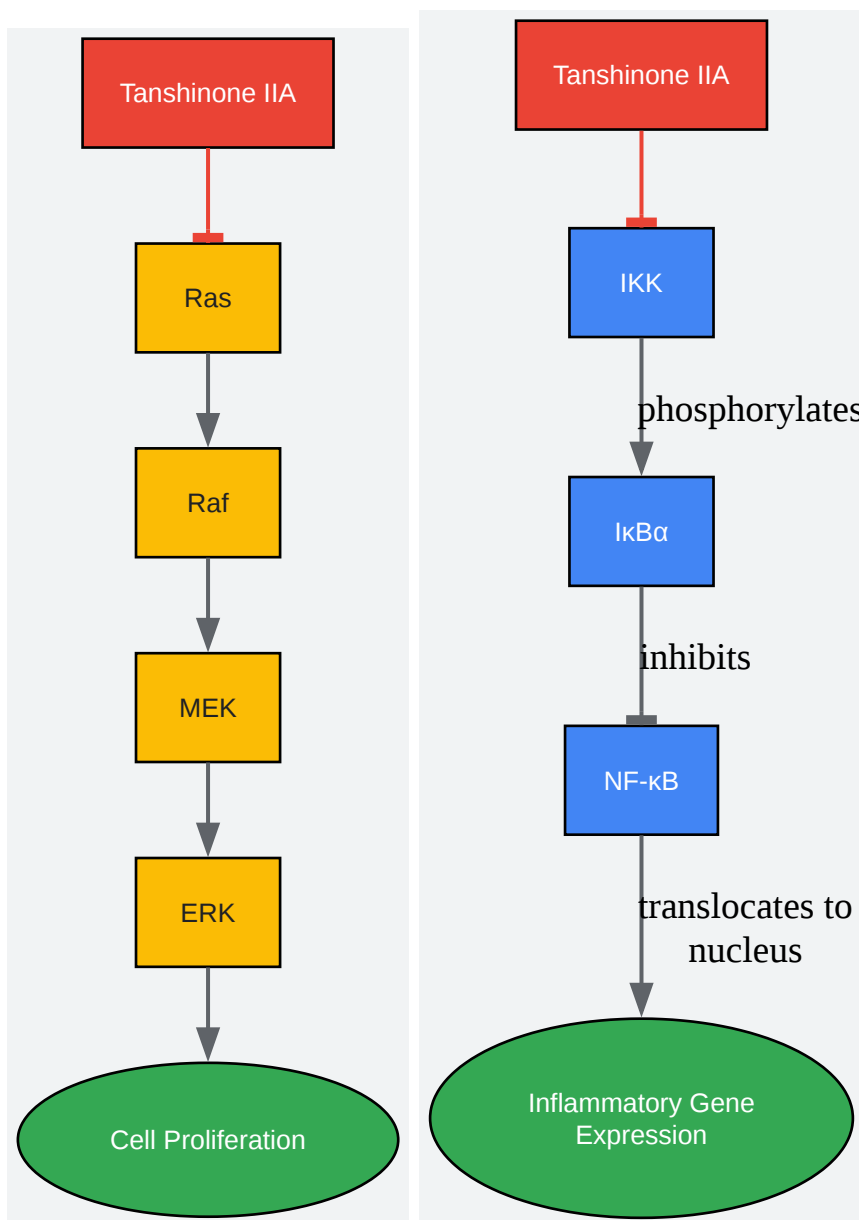 Tanshinone IIA
Ras
Raf
MEK
ERK
Cell Proliferation
Tanshinone IIA
IKK
phosphorylates
IκBα
inhibits
NF-κB
translocates to
nucleus
Inflammatory Gene
Expression